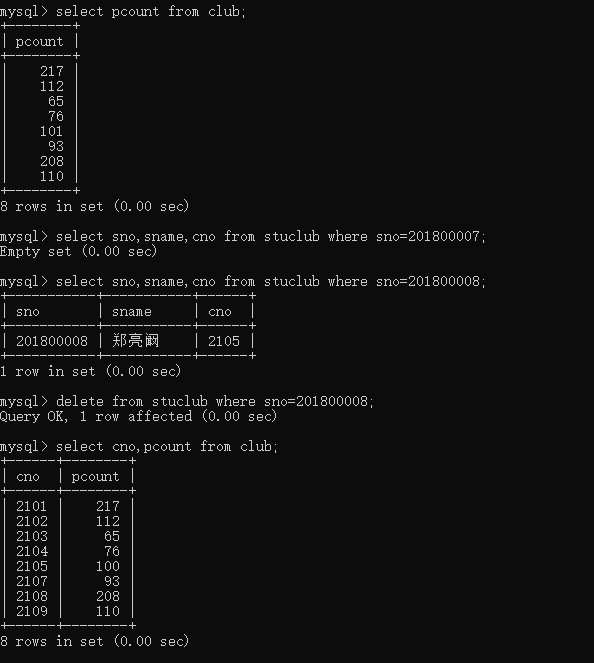 mysql> select pcount from club;
+--------+
| pcount |
+--------+
|    217 |
|    112 |
|     65 |
|     76 |
|    101 |
|     93 |
|    208 |
|    110 |
+--------+
8 rows in set (0.00 sec)
mysql> select sno,sname,cno from stuclub where sno=201800007;
Empty set (0.00 sec)
mysql> select sno,sname,cno from stuclub where sno=201800008;
+-----------+----------+------+
| sno       | sname    | cno  |
+-----------+----------+------+
| 201800008 | 郑亮阚   | 2105 |
+-----------+----------+------+
1 row in set (0.00 sec)
mysql> delete from stuclub where sno=201800008;
Query OK, 1 row affected (0.00 sec)
mysql> select cno,pcount from club;
+------+--------+
| cno  | pcount |
+------+--------+
| 2101 |    217 |
| 2102 |    112 |
| 2103 |     65 |
| 2104 |     76 |
| 2105 |    100 |
| 2107 |     93 |
| 2108 |    208 |
| 2109 |    110 |
+------+--------+
8 rows in set (0.00 sec)